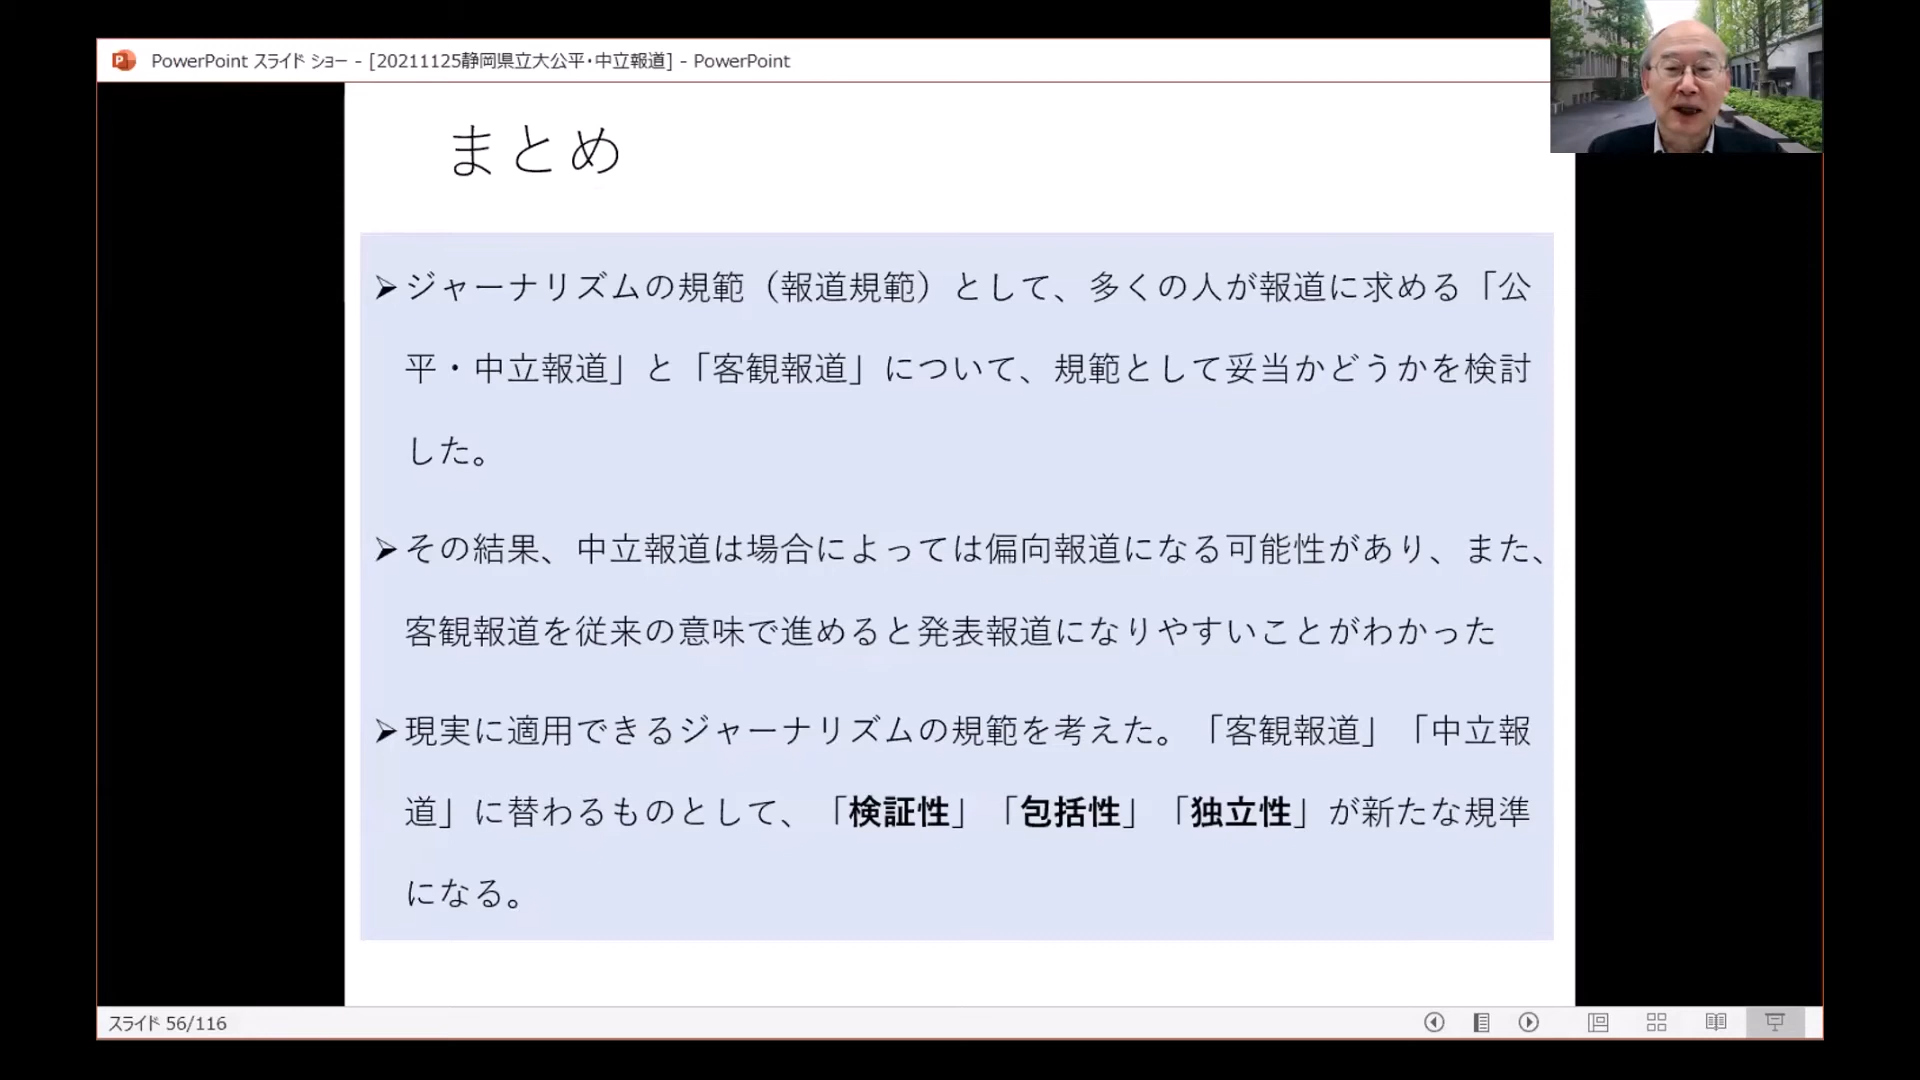 PowerPoint スライド ショー - [20211125静岡県立大公平・中立報道] - PowerPoint
まとめ
➢ジャーナリズムの規範（報道規範）として、多くの人が報道に求める「公
平・中立報道」と「客観報道」について、規範として妥当かどうかを検討
した。
➢その結果、中立報道は場合によっては偏向報道になる可能性があり、また、
客観報道を従来の意味で進めると発表報道になりやすいことがわかった
➢現実に適用できるジャーナリズムの規範を考えた。「客観報道」「中立報
道」に替わるものとして、「検証性」「包括性」「独立性」が新たな規準
になる。
スライド 56/116